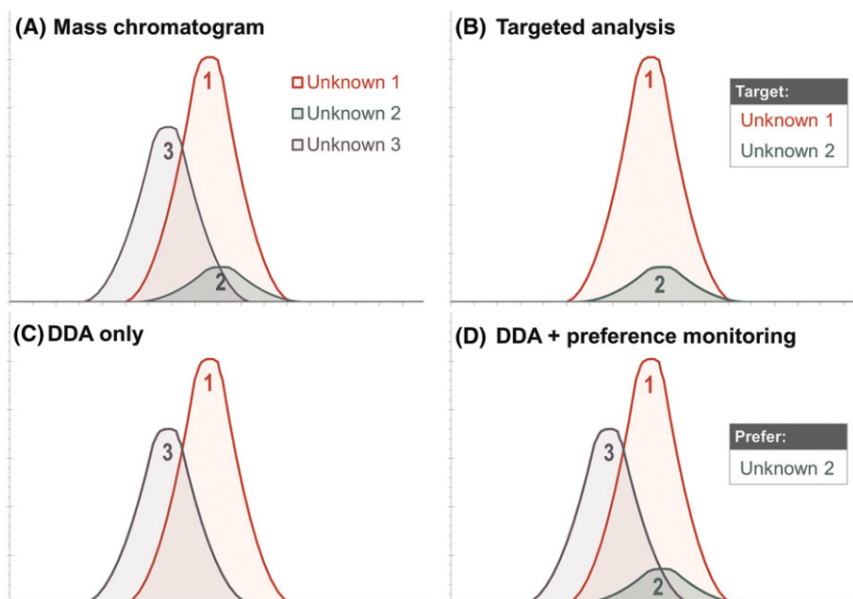 (A) Mass chromatogram
1
3
2
Unknown 1
Unknown 2
Unknown 3
(B) Targeted analysis
1
2
Target:
Unknown 1
Unknown 2
(C) DDA only
1
3
(D) DDA + preference monitoring
1
3
2
Prefer:
Unknown 2